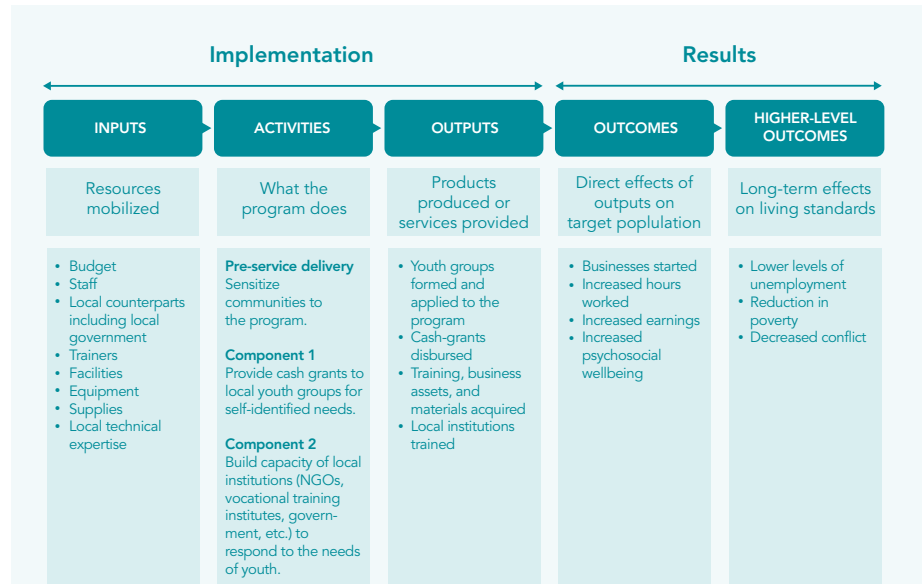 Implementation
Results
INPUTS
ACTIVITIES
OUTPUTS
OUTCOMES
HIGHER-LEVEL
OUTCOMES
Resources
mobilized
What the
program does
Products
produced or
services provided
Direct effects of
outputs on
target poplulation
Long-term effects
on living standards
• Budget
• Staff
• Local counterparts
including local
government
• Trainers
• Facilities
• Equipment
• Supplies
• Local technical
expertise
Pre-service delivery
Sensitize
communities to
the program.
Component 1
Provide cash grants to
local youth groups for
self-identified needs.
Component 2
Build capacity of local
institutions (NGOs,
vocational training
institutes, govern-
ment, etc.) to
respond to the needs
of youth.
• Youth groups
formed and
applied to the
program
• Cash-grants
disbursed
• Training, business
assets, and
materials acquired
• Local institutions
trained
• Businesses started
• Increased hours
worked
• Increased earnings
• Increased
psychosocial
wellbeing
• Lower levels of
unemployment
• Reduction in
poverty
• Decreased conflict